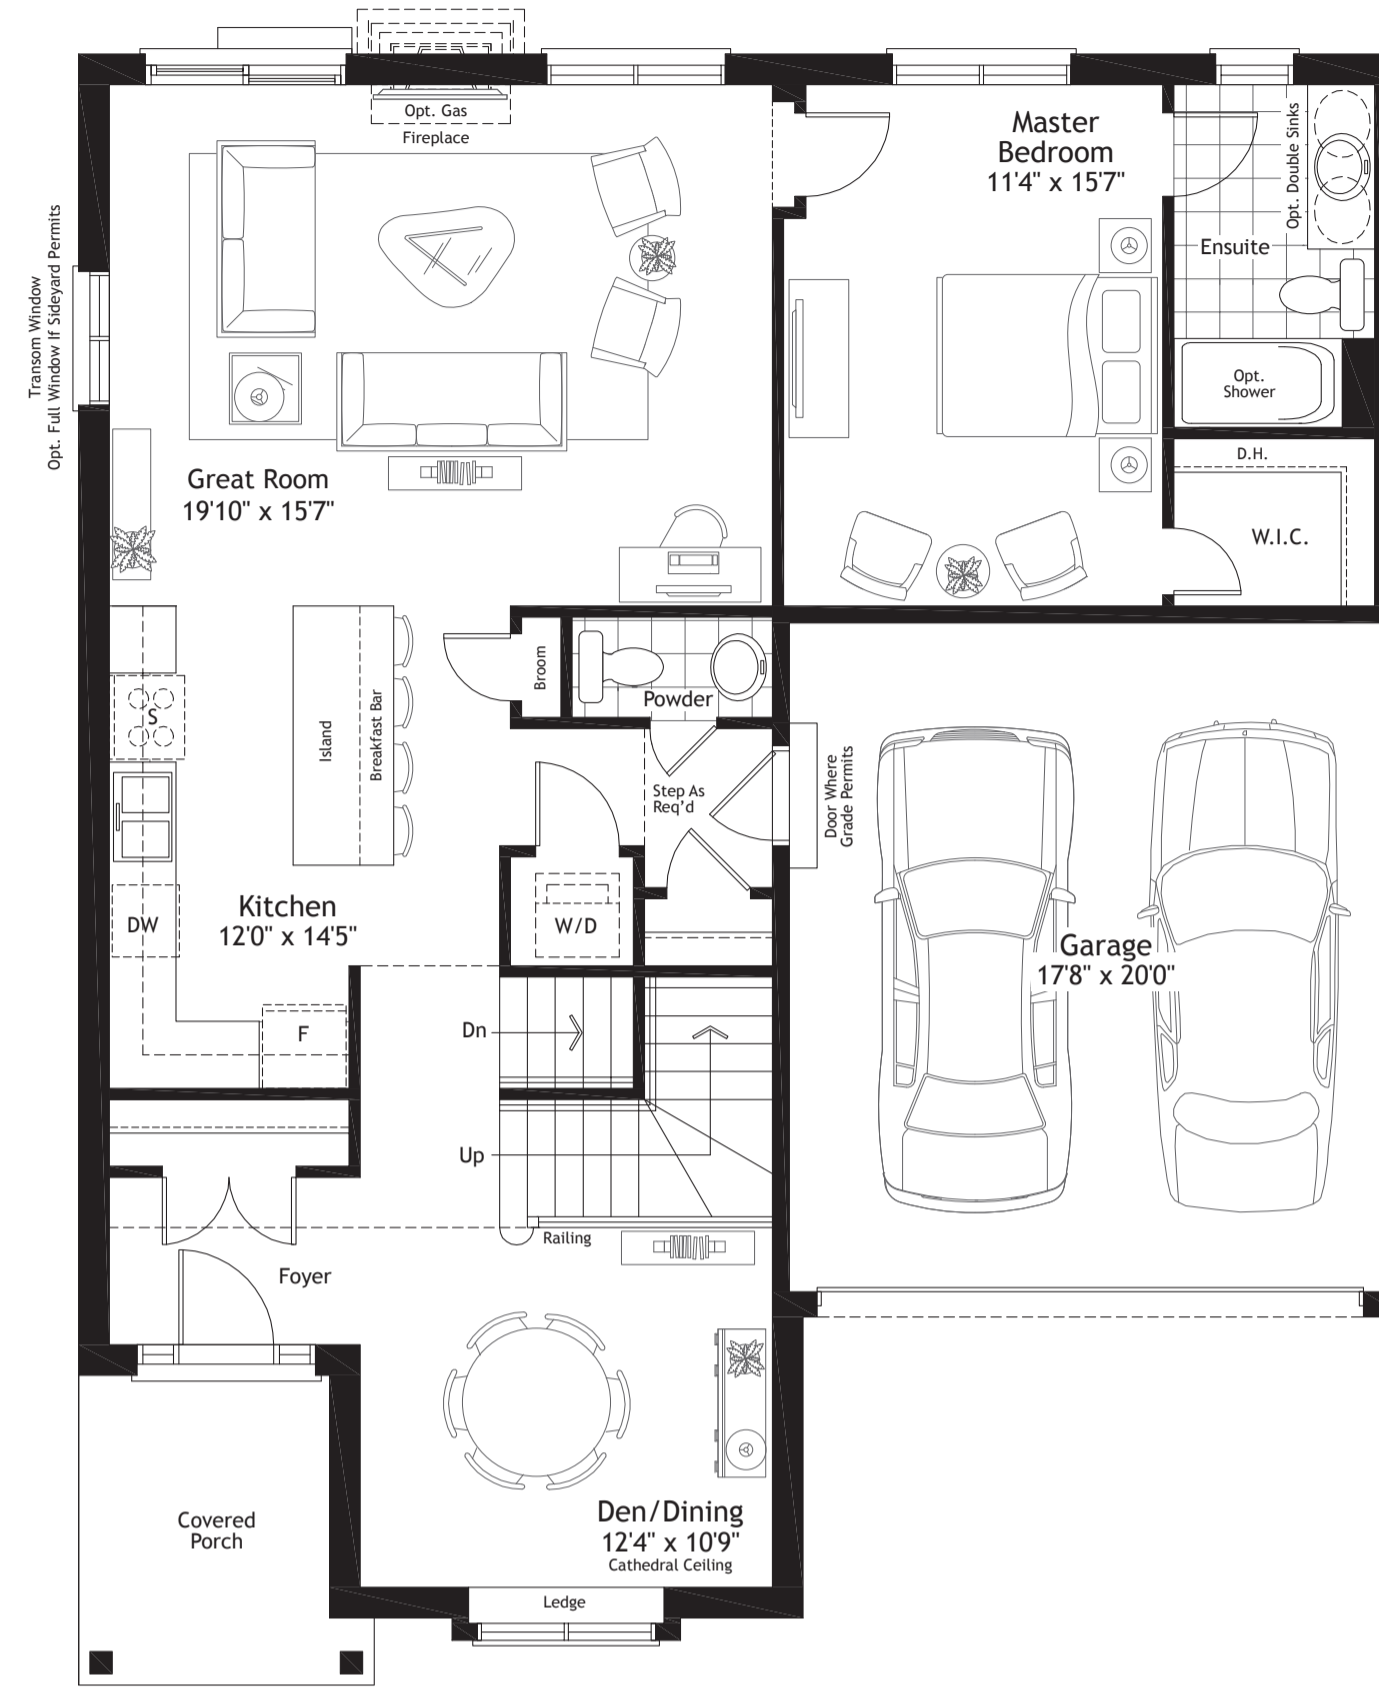 Opt. Gas
Fireplace
Master
Bedroom
11'4" x 15'7"
Opt. Double Sinks
Ensuite
Transom Window
Opt. Full Window If Sideyard Permits
Opt.
Shower
D.H.
W.I.C.
Great Room
19'10" x 15'7"
Broom
Powder
S
Island
Breakfast Bar
Step As
Req'd
Door Where
Grade Permits
Kitchen
12'0" x 14'5"
DW
W/D
Garage
17'8" x 20'0"
F
Dn
Up
Railing
Foyer
Covered
Porch
Den/Dining
12'4" x 10'9"
Cathedral Ceiling
Ledge